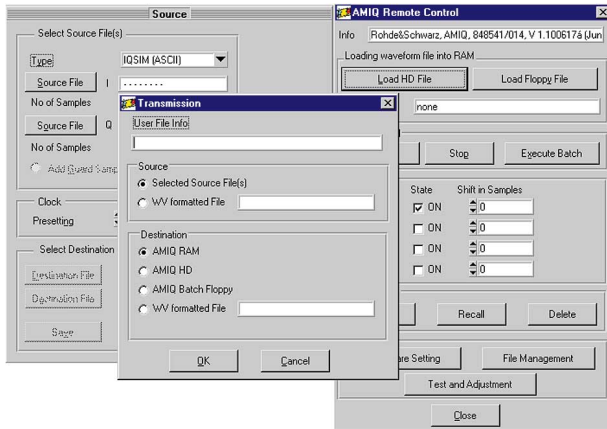 Source
Select Source File(s)
Type
IQSIM (ASCII)
Source File
I
........
No of Samples
Source File
Q
No of Samples
Add Guard Samp
Clock
Presetting
Select Destination
Destination File
Destination File
Save
Transmission
User File Info
Source
Selected Source File(s)
WV formatted File
Destination
AMIQ RAM
AMIQ HD
AMIQ Batch Floppy
WV formatted File
OK
Cancel
AMIQ Remote Control
Info
Rohde&Schwarz, AMIQ, 848541/014, V 1.100617á (Jun
Loading waveform file into RAM
Load HD File
Load Floppy File
none
Stop
Execute Batch
State
Shift in Samples
ON
0
ON
0
ON
0
ON
0
Recall
Delete
are Setting
File Management
Test and Adjustment
Close